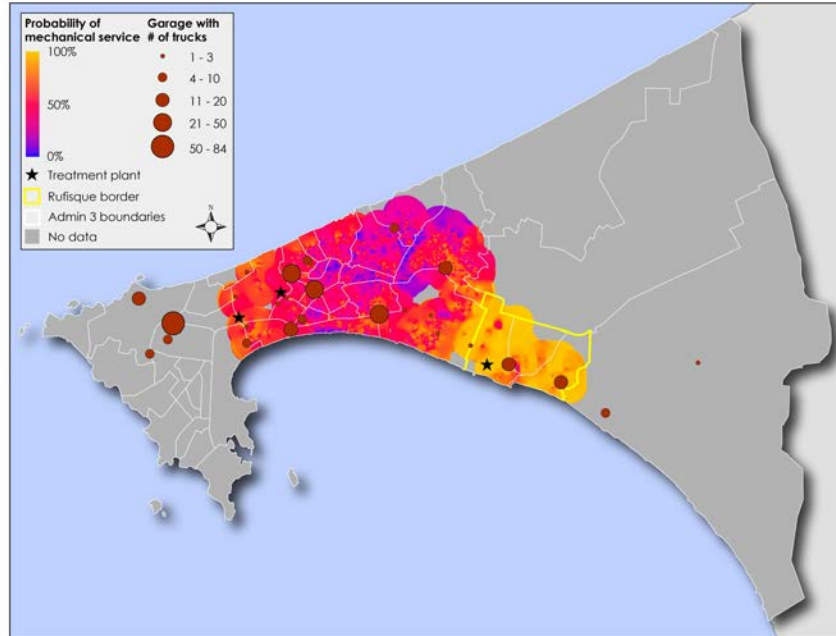 Probability of
mechanical service
100%
50%
0%
Garage with
# of trucks
1 - 3
4 - 10
11 - 20
21 - 50
50 - 84
Treatment plant
Rufisque border
Admin 3 boundaries
No data
N